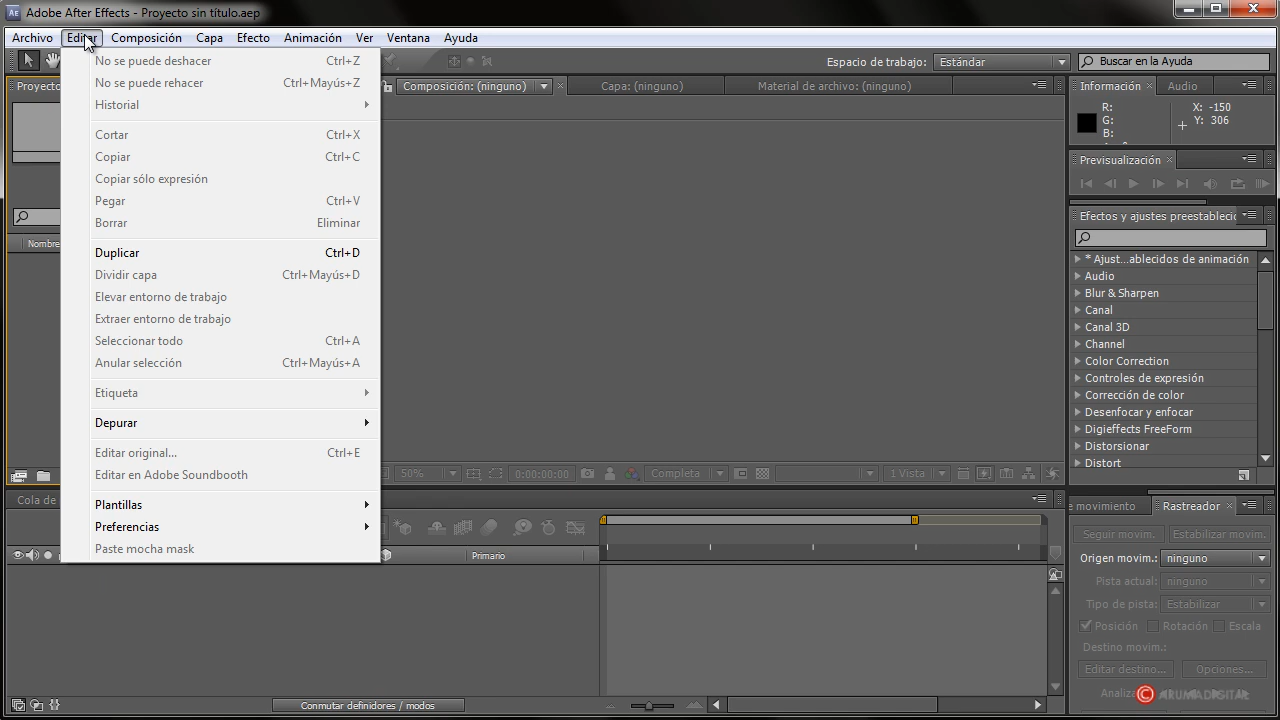 Ae Adobe After Effects - Proyecto sin título.aep
Archivo Editar Composición Capa Efecto Animación Ver Ventana Ayuda
Espacio de trabajo: Estándar Buscar en la Ayuda
No se puede deshacer Ctrl+Z
No se puede rehacer Ctrl+Mayús+Z
Historial
Cortar Ctrl+X
Copiar Ctrl+C
Copiar sólo expresión
Pegar Ctrl+V
Borrar Eliminar
Duplicar Ctrl+D
Dividir capa Ctrl+Mayús+D
Elevar entorno de trabajo
Extraer entorno de trabajo
Seleccionar todo Ctrl+A
Anular selección Ctrl+Mayús+A
Etiqueta
Depurar
Editar original... Ctrl+E
Editar en Adobe Soundbooth
Plantillas
Preferencias
Paste mocha mask
Proyecto
Nombre
Composición: (ninguno) Capa: (ninguno) Material de archivo: (ninguno)
50% 0:00:00:00 Completa 1 Vista
Información Audio
R: X: -150
G: Y: 306
B:
Previsualización
Efectos y ajustes preestablecic
* Ajust...ablecidos de animación
Audio
Blur & Sharpen
Canal
Canal 3D
Channel
Color Correction
Controles de expresión
Corrección de color
Desenfocar y enfocar
Digieffects FreeForm
Distorsionar
Distort
Cola de
Primario
Conmutar definidores / modos
e movimiento Rastreador
Seguir movim. Estabilizar movim.
Origen movim.: ninguno
Pista actual: ninguno
Tipo de pista: Estabilizar
Posición Rotación Escala
Destino movim.:
Editar destino... Opciones...
Analiza
© ARUMADIGITAL